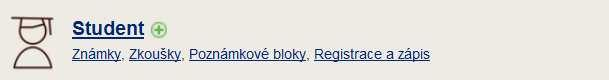 Student
Známky, Zkoušky, Poznámkové bloky, Registrace a zápis